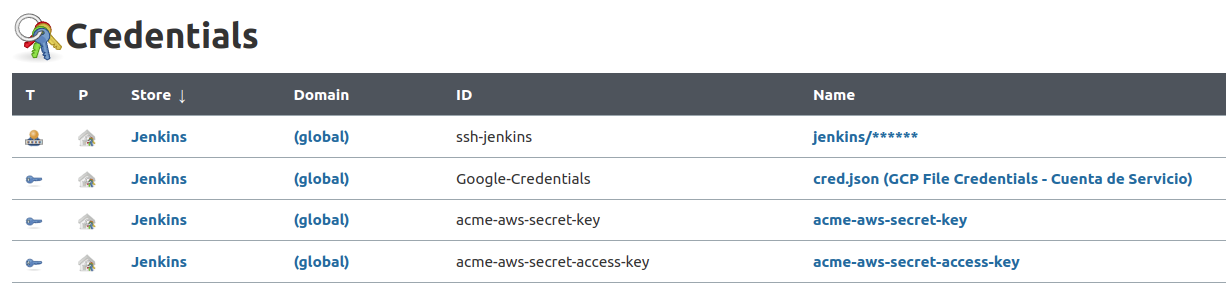 Credentials
T P Store ↓ Domain ID Name
Jenkins (global) ssh-jenkins jenkins/******
Jenkins (global) Google-Credentials cred.json (GCP File Credentials - Cuenta de Servicio)
Jenkins (global) acme-aws-secret-key acme-aws-secret-key
Jenkins (global) acme-aws-secret-access-key acme-aws-secret-access-key